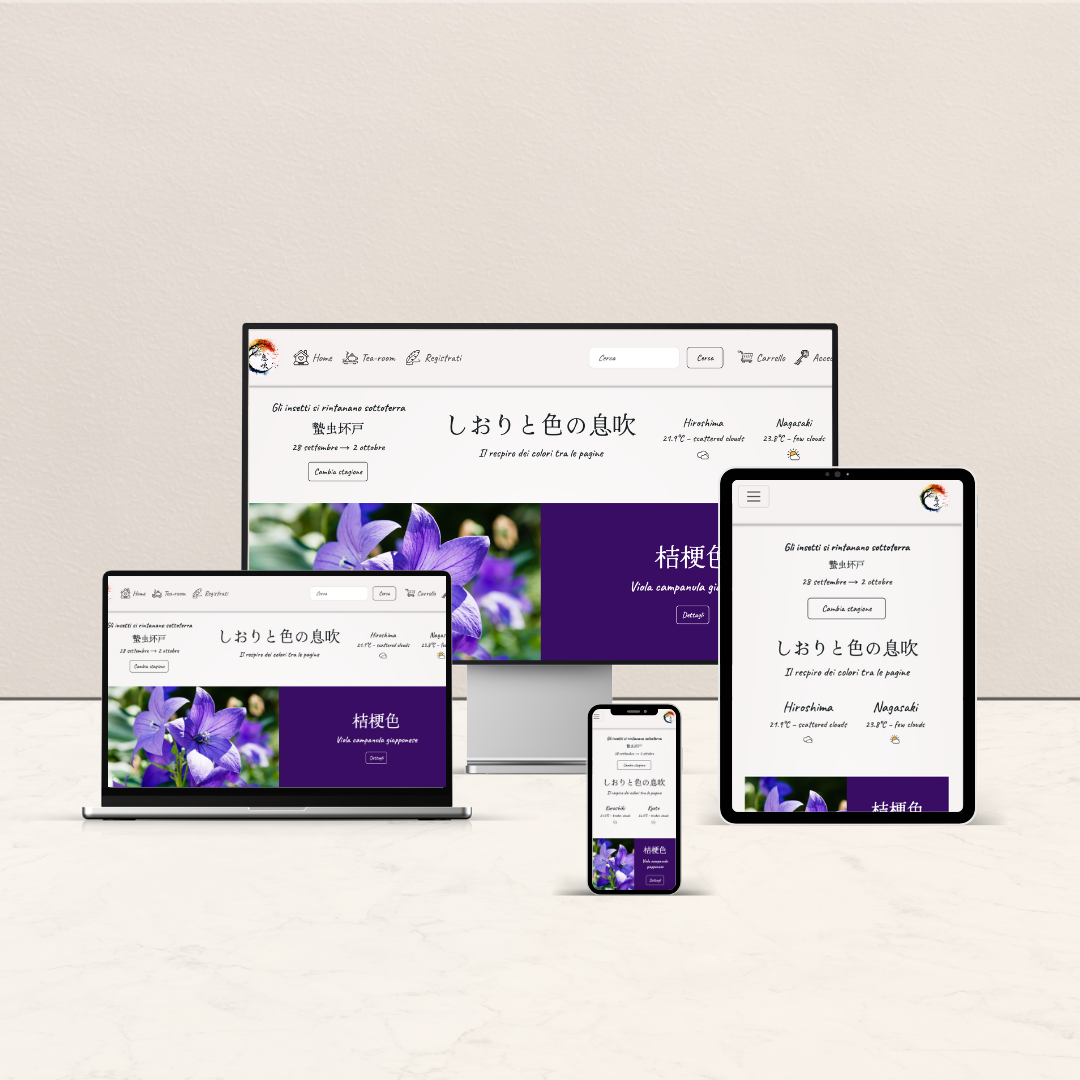 Home
Tea-room
Registrati
Cerca
Cerca
Carrello
Acce
Gli insetti si rintanano sottoterra
蟄虫坏戸
28 settembre → 2 ottobre
Cambia stagione
しおりと色の息吹
Il respiro dei colori tra le pagine
Hiroshima
21.9°C – scattered clouds
Nagasaki
23.8°C – few clouds
桔梗色
Viola campanula gi
Dettagli
Home
Tea-room
Registrati
Cerca
Cerca
Carrello
Gli insetti si rintanano sottoterra
蟄虫坏戸
28 settembre → 2 ottobre
Cambia stagione
しおりと色の息吹
Il respiro dei colori tra le pagine
Hiroshima
21.9°C – scattered clouds
Nagas
23.8°C – f
桔梗色
Viola campanula giapponese
Dettagli
Gli insetti si rintanano sottoterra
蟄虫坏戸
28 settembre → 2 ottobre
Cambia stagione
しおりと色の息吹
Il respiro dei colori tra le pagine
Hiroshima
21.9°C – scattered clouds
Nagasaki
23.8°C – few clouds
桔梗色
Gli insetti si rintanano sottoterra
蟄虫坏戸
28 settembre → 2 ottobre
Cambia stagione
しおりと色の息吹
Il respiro dei colori tra le pagine
Kurashiki
Kyoto
桔梗色
Viola campanula
giapponese
Dettagli